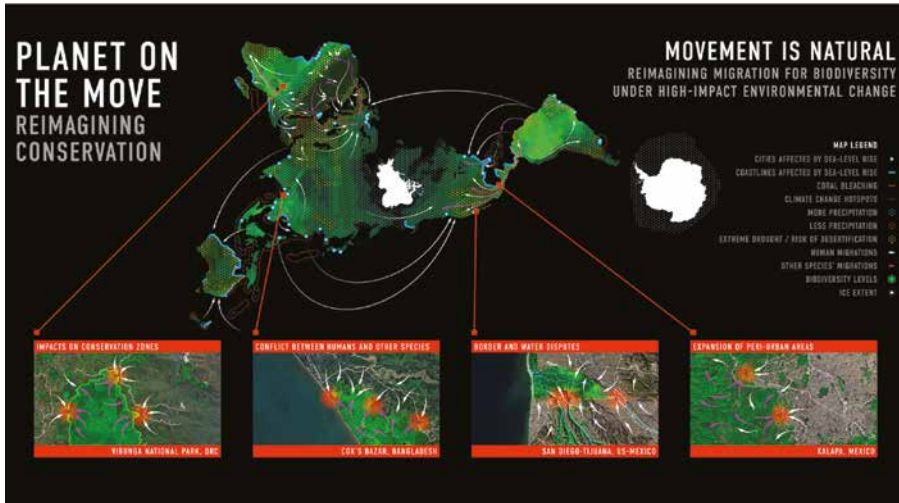 PLANET ON
THE MOVE
REIMAGINING
CONSERVATION
MOVEMENT IS NATURAL
REIMAGINING MIGRATION FOR BIODIVERSITY
UNDER HIGH-IMPACT ENVIRONMENTAL CHANGE
MAP LEGEND
CITIES AFFECTED BY SEA-LEVEL RISE
COASTLINES AFFECTED BY SEA-LEVEL RISE
CORAL BLEACHING
CLIMATE CHANGE HOTSPOTS
MORE PRECIPITATION
LESS PRECIPITATION
EXTREME DROUGHT / RISK OF DESERTIFICATION
HUMAN MIGRATIONS
OTHER SPECIES' MIGRATIONS
BIODIVERSITY LEVELS
ICE EXTENT
IMPACTS ON CONSERVATION ZONES
VIRUNGA NATIONAL PARK, DRC
CONFLICT BETWEEN HUMANS AND OTHER SPECIES
COX'S BAZAR, BANGLADESH
BORDER AND WATER DISPUTES
SAN DIEGO-TIJUANA, US-MEXICO
EXPANSION OF PERI-URBAN AREAS
XALAPA, MEXICO